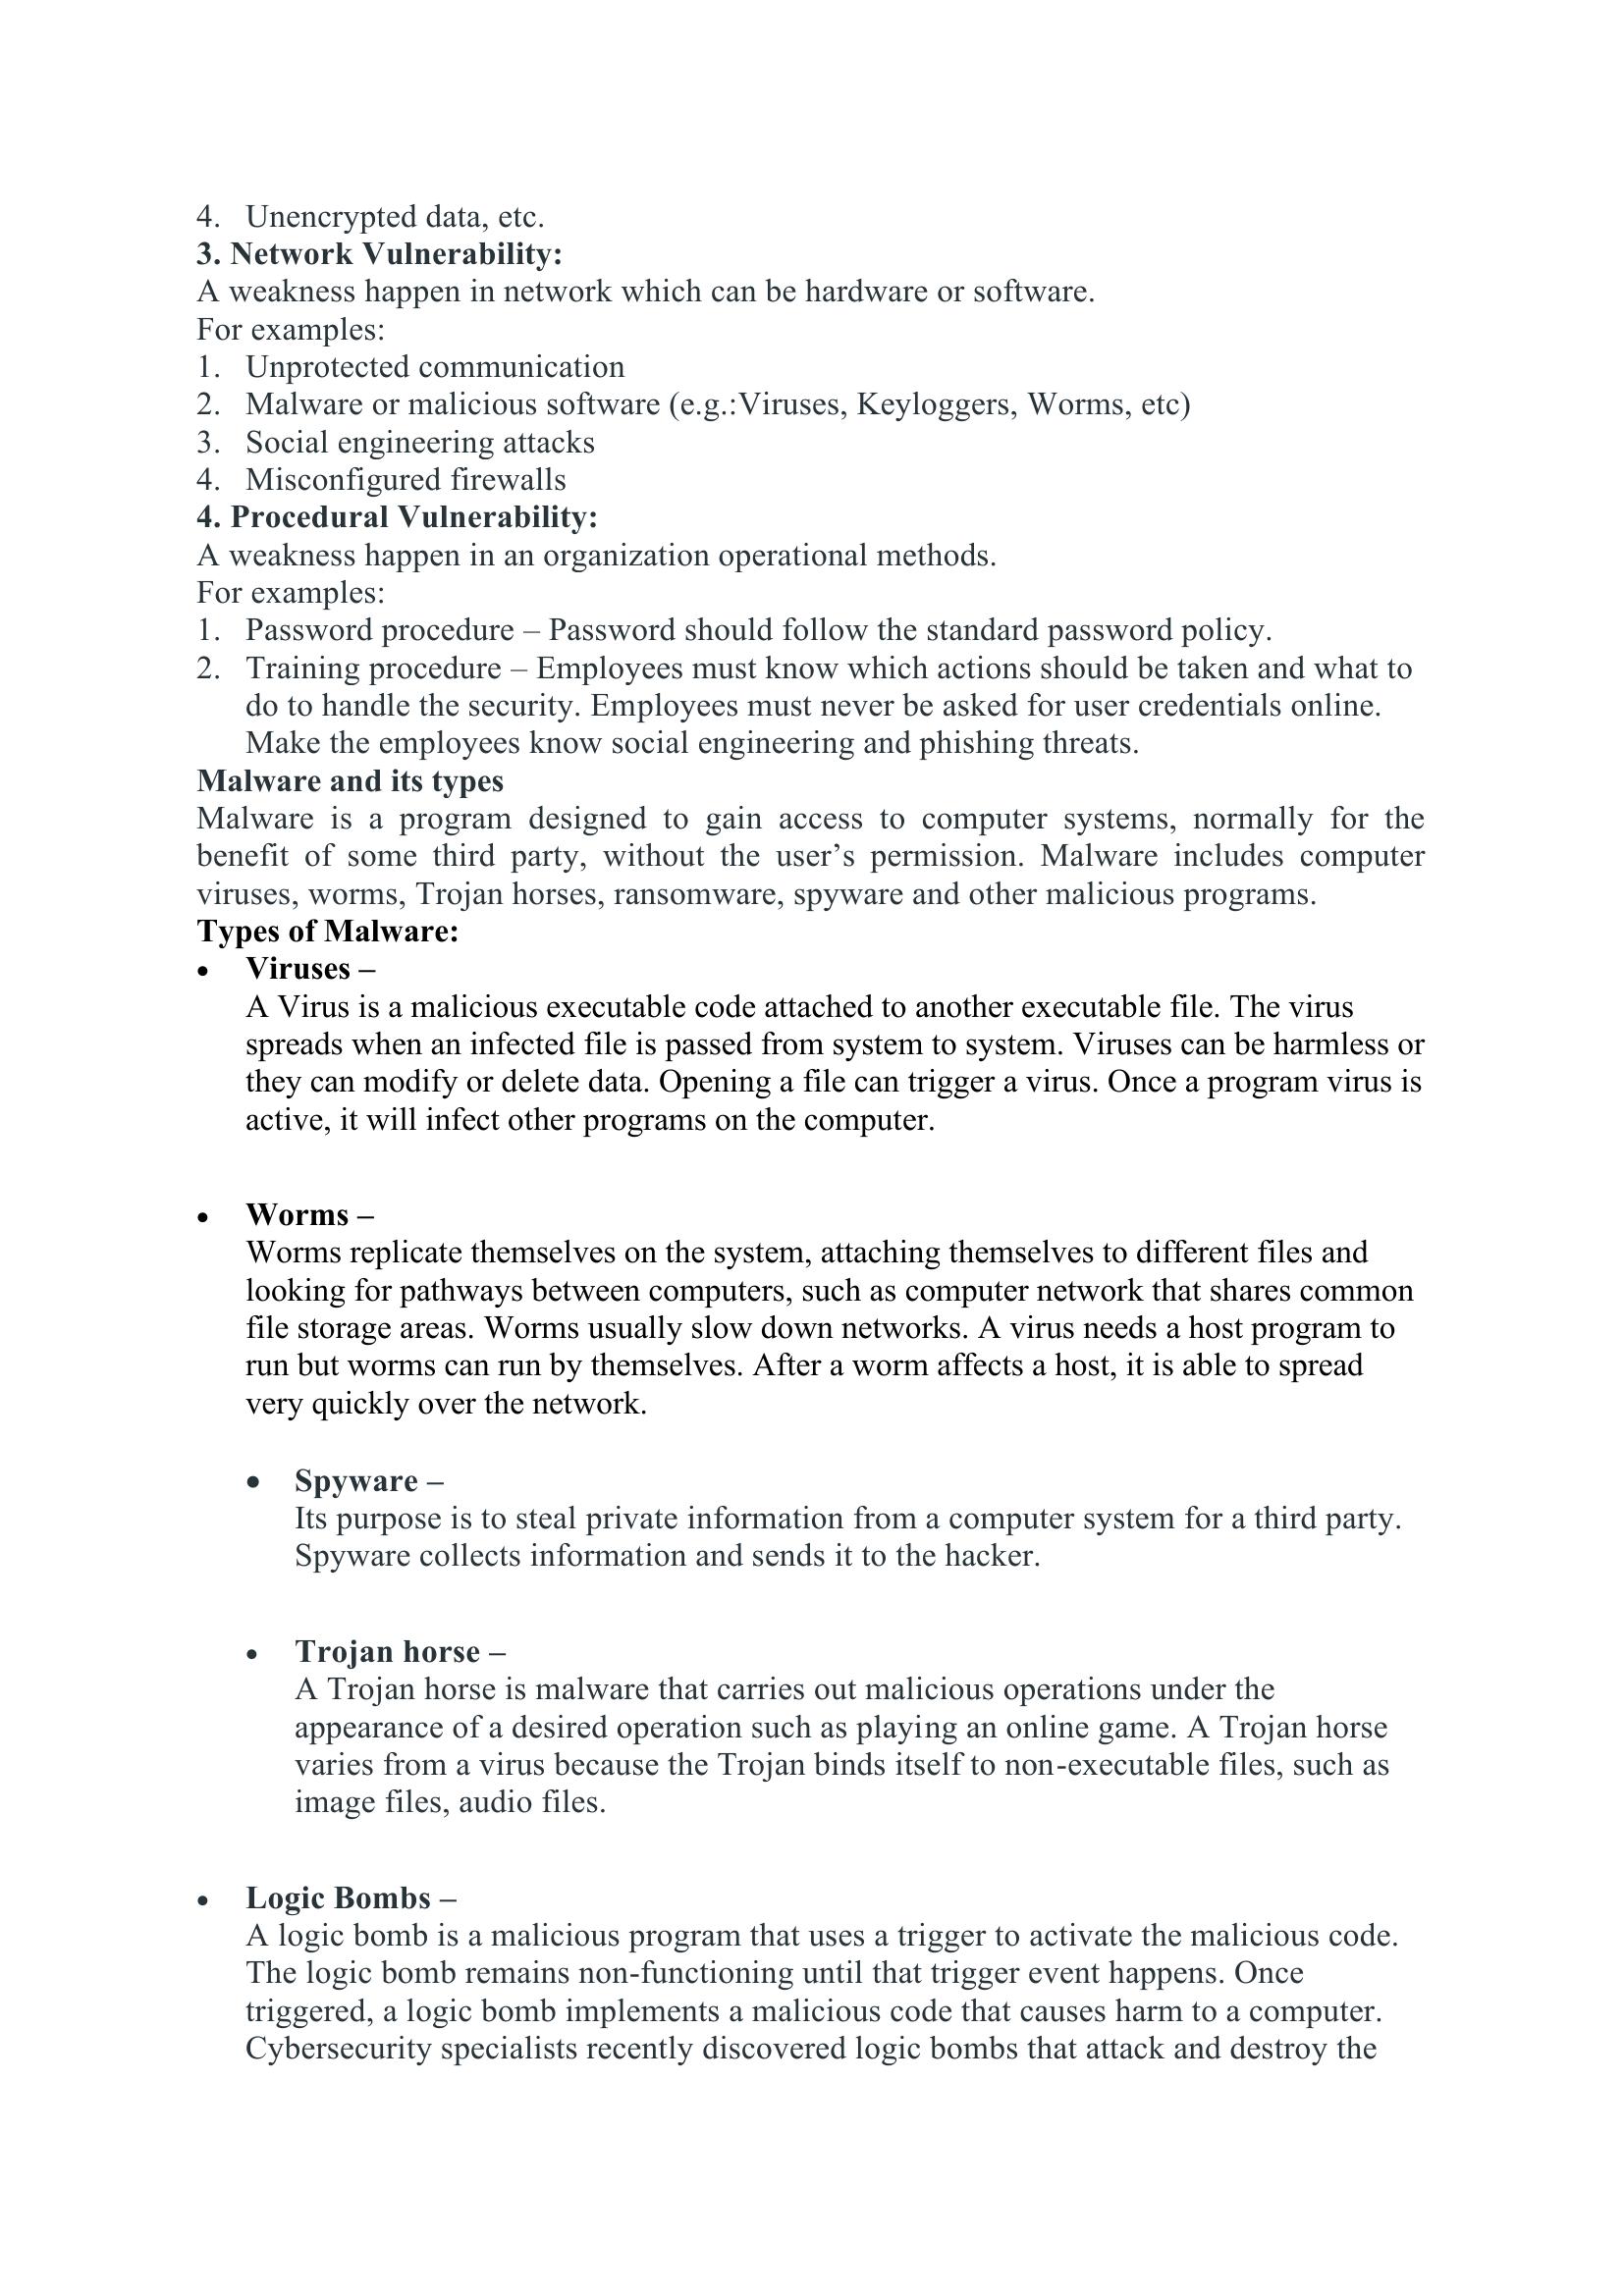 4. Unencrypted data, etc.
3. Network Vulnerability:
A weakness happen in network which can be hardware or software.
For examples:
1. Unprotected communication
2. Malware or malicious software (e.g.:Viruses, Keyloggers, Worms, etc)
3. Social engineering attacks
4. Misconfigured firewalls
4. Procedural Vulnerability:
A weakness happen in an organization operational methods.
For examples:
1. Password procedure – Password should follow the standard password policy.
2. Training procedure – Employees must know which actions should be taken and what to
do to handle the security. Employees must never be asked for user credentials online.
Make the employees know social engineering and phishing threats.
Malware and its types
Malware is a program designed to gain access to computer systems, normally for the
benefit of some third party, without the user’s permission. Malware includes computer
viruses, worms, Trojan horses, ransomware, spyware and other malicious programs.
Types of Malware:
• Viruses –
A Virus is a malicious executable code attached to another executable file. The virus
spreads when an infected file is passed from system to system. Viruses can be harmless or
they can modify or delete data. Opening a file can trigger a virus. Once a program virus is
active, it will infect other programs on the computer.
• Worms –
Worms replicate themselves on the system, attaching themselves to different files and
looking for pathways between computers, such as computer network that shares common
file storage areas. Worms usually slow down networks. A virus needs a host program to
run but worms can run by themselves. After a worm affects a host, it is able to spread
very quickly over the network.
• Spyware –
Its purpose is to steal private information from a computer system for a third party.
Spyware collects information and sends it to the hacker.
• Trojan horse –
A Trojan horse is malware that carries out malicious operations under the
appearance of a desired operation such as playing an online game. A Trojan horse
varies from a virus because the Trojan binds itself to non-executable files, such as
image files, audio files.
• Logic Bombs –
A logic bomb is a malicious program that uses a trigger to activate the malicious code.
The logic bomb remains non-functioning until that trigger event happens. Once
triggered, a logic bomb implements a malicious code that causes harm to a computer.
Cybersecurity specialists recently discovered logic bombs that attack and destroy the